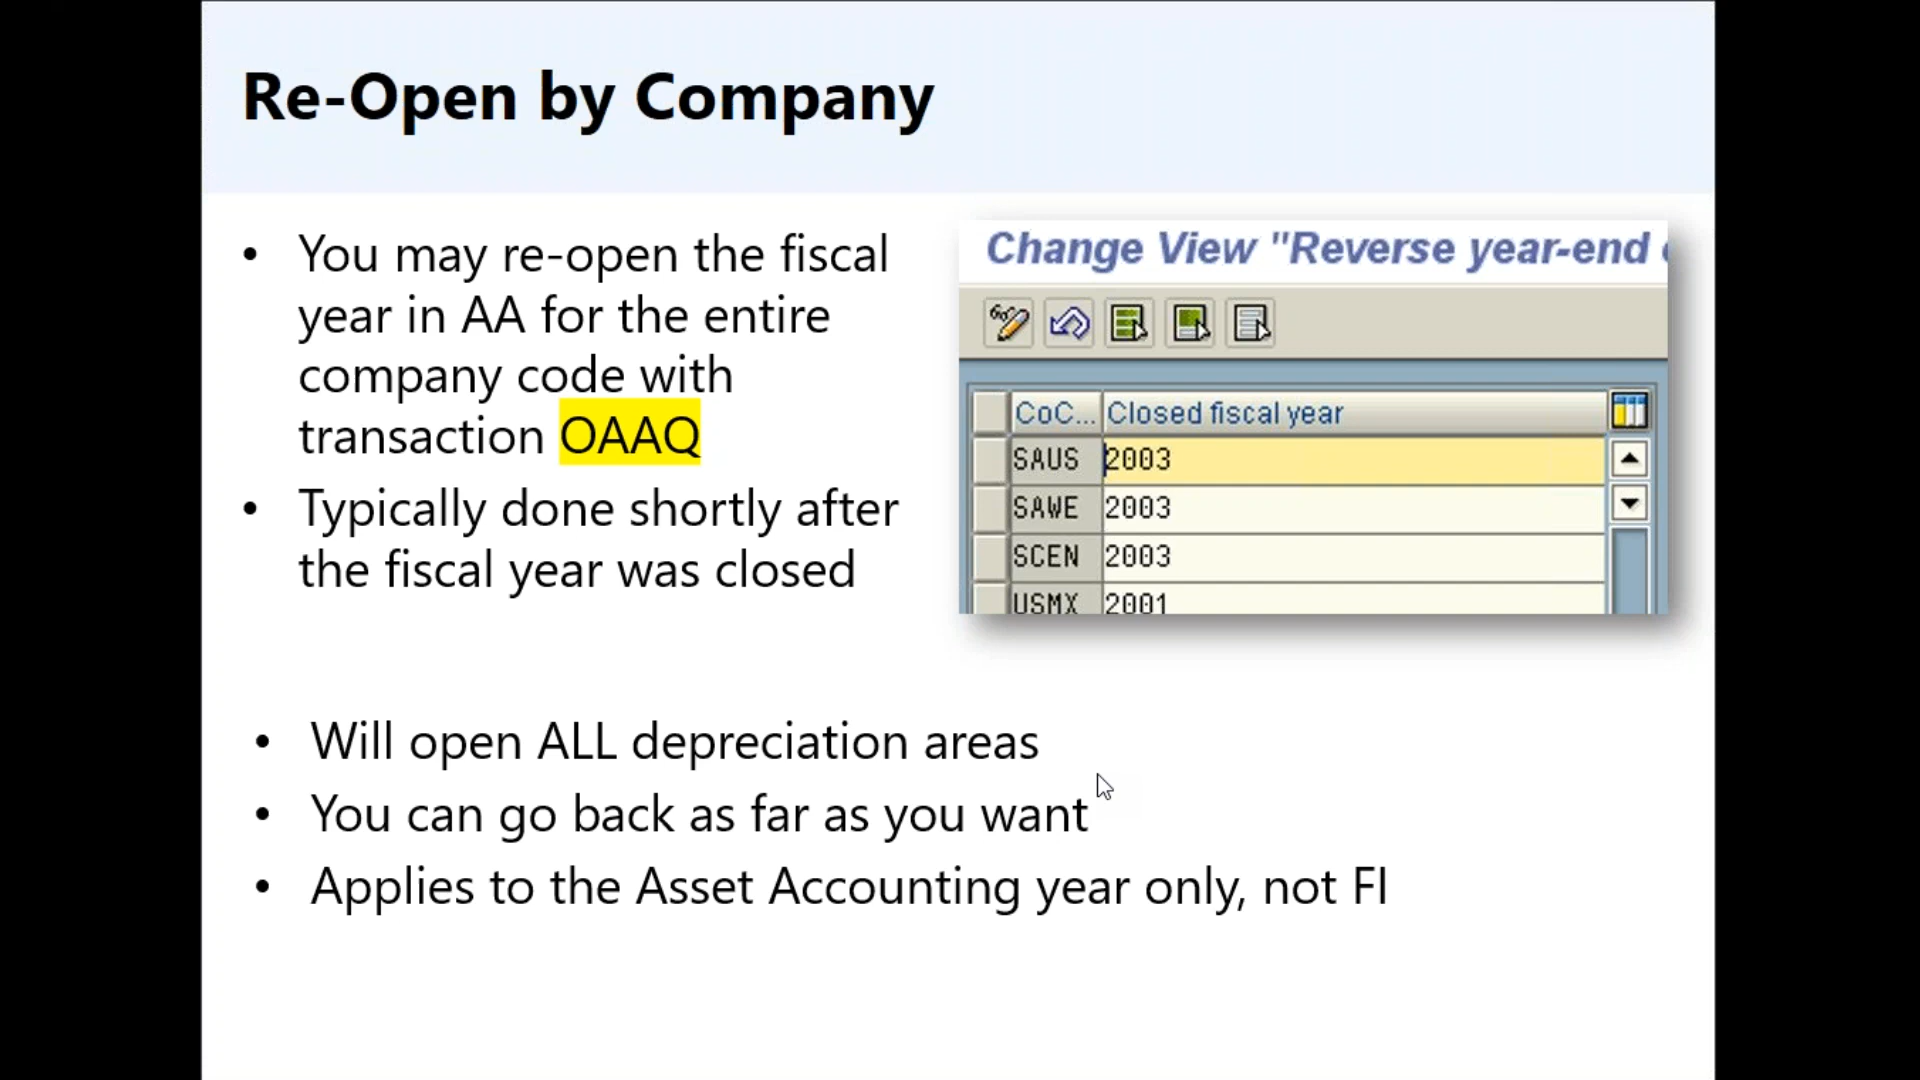 Re-Open by Company
• You may re-open the fiscal
year in AA for the entire
company code with
transaction OAAQ
• Typically done shortly after
the fiscal year was closed
Change View "Reverse year-end
CoC... Closed fiscal year
SAUS 2003
SAWE 2003
SCEN 2003
USMX 2001
• Will open ALL depreciation areas
• You can go back as far as you want
• Applies to the Asset Accounting year only, not FI